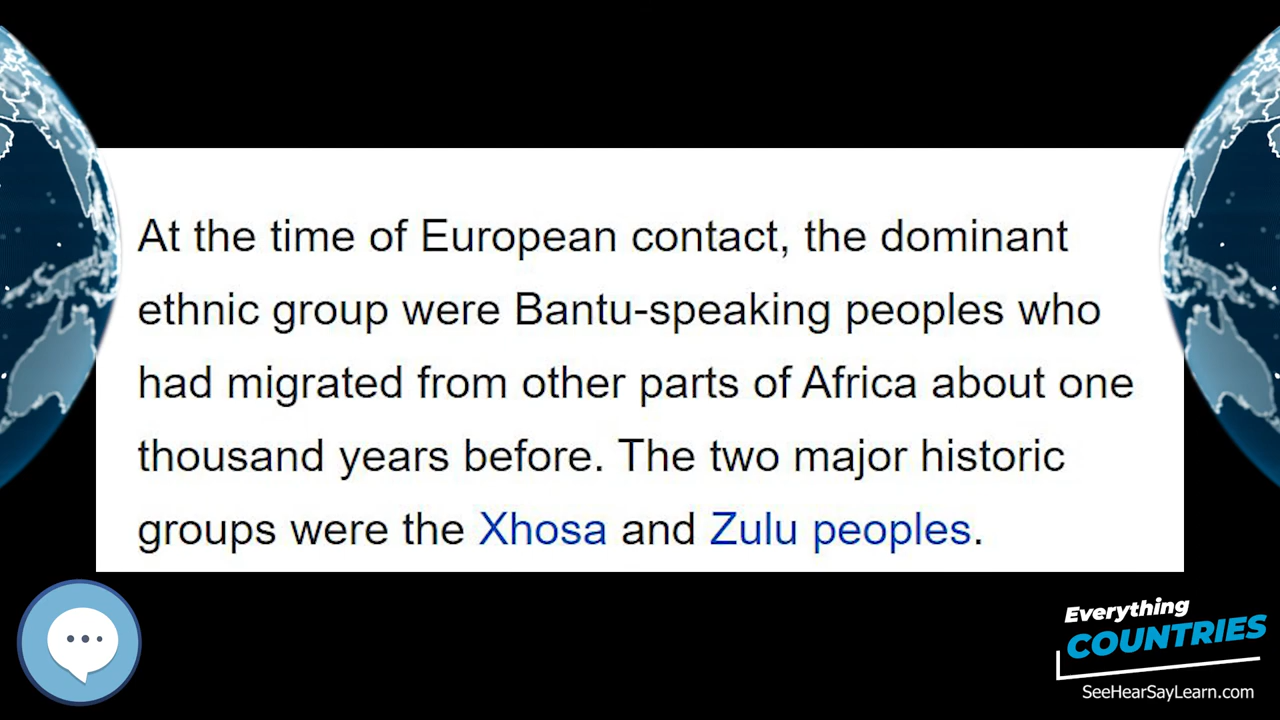 At the time of European contact, the dominant
ethnic group were Bantu-speaking peoples who
had migrated from other parts of Africa about one
thousand years before. The two major historic
groups were the Xhosa and Zulu peoples.
Everything
COUNTRIES
SeeHearSayLearn.com